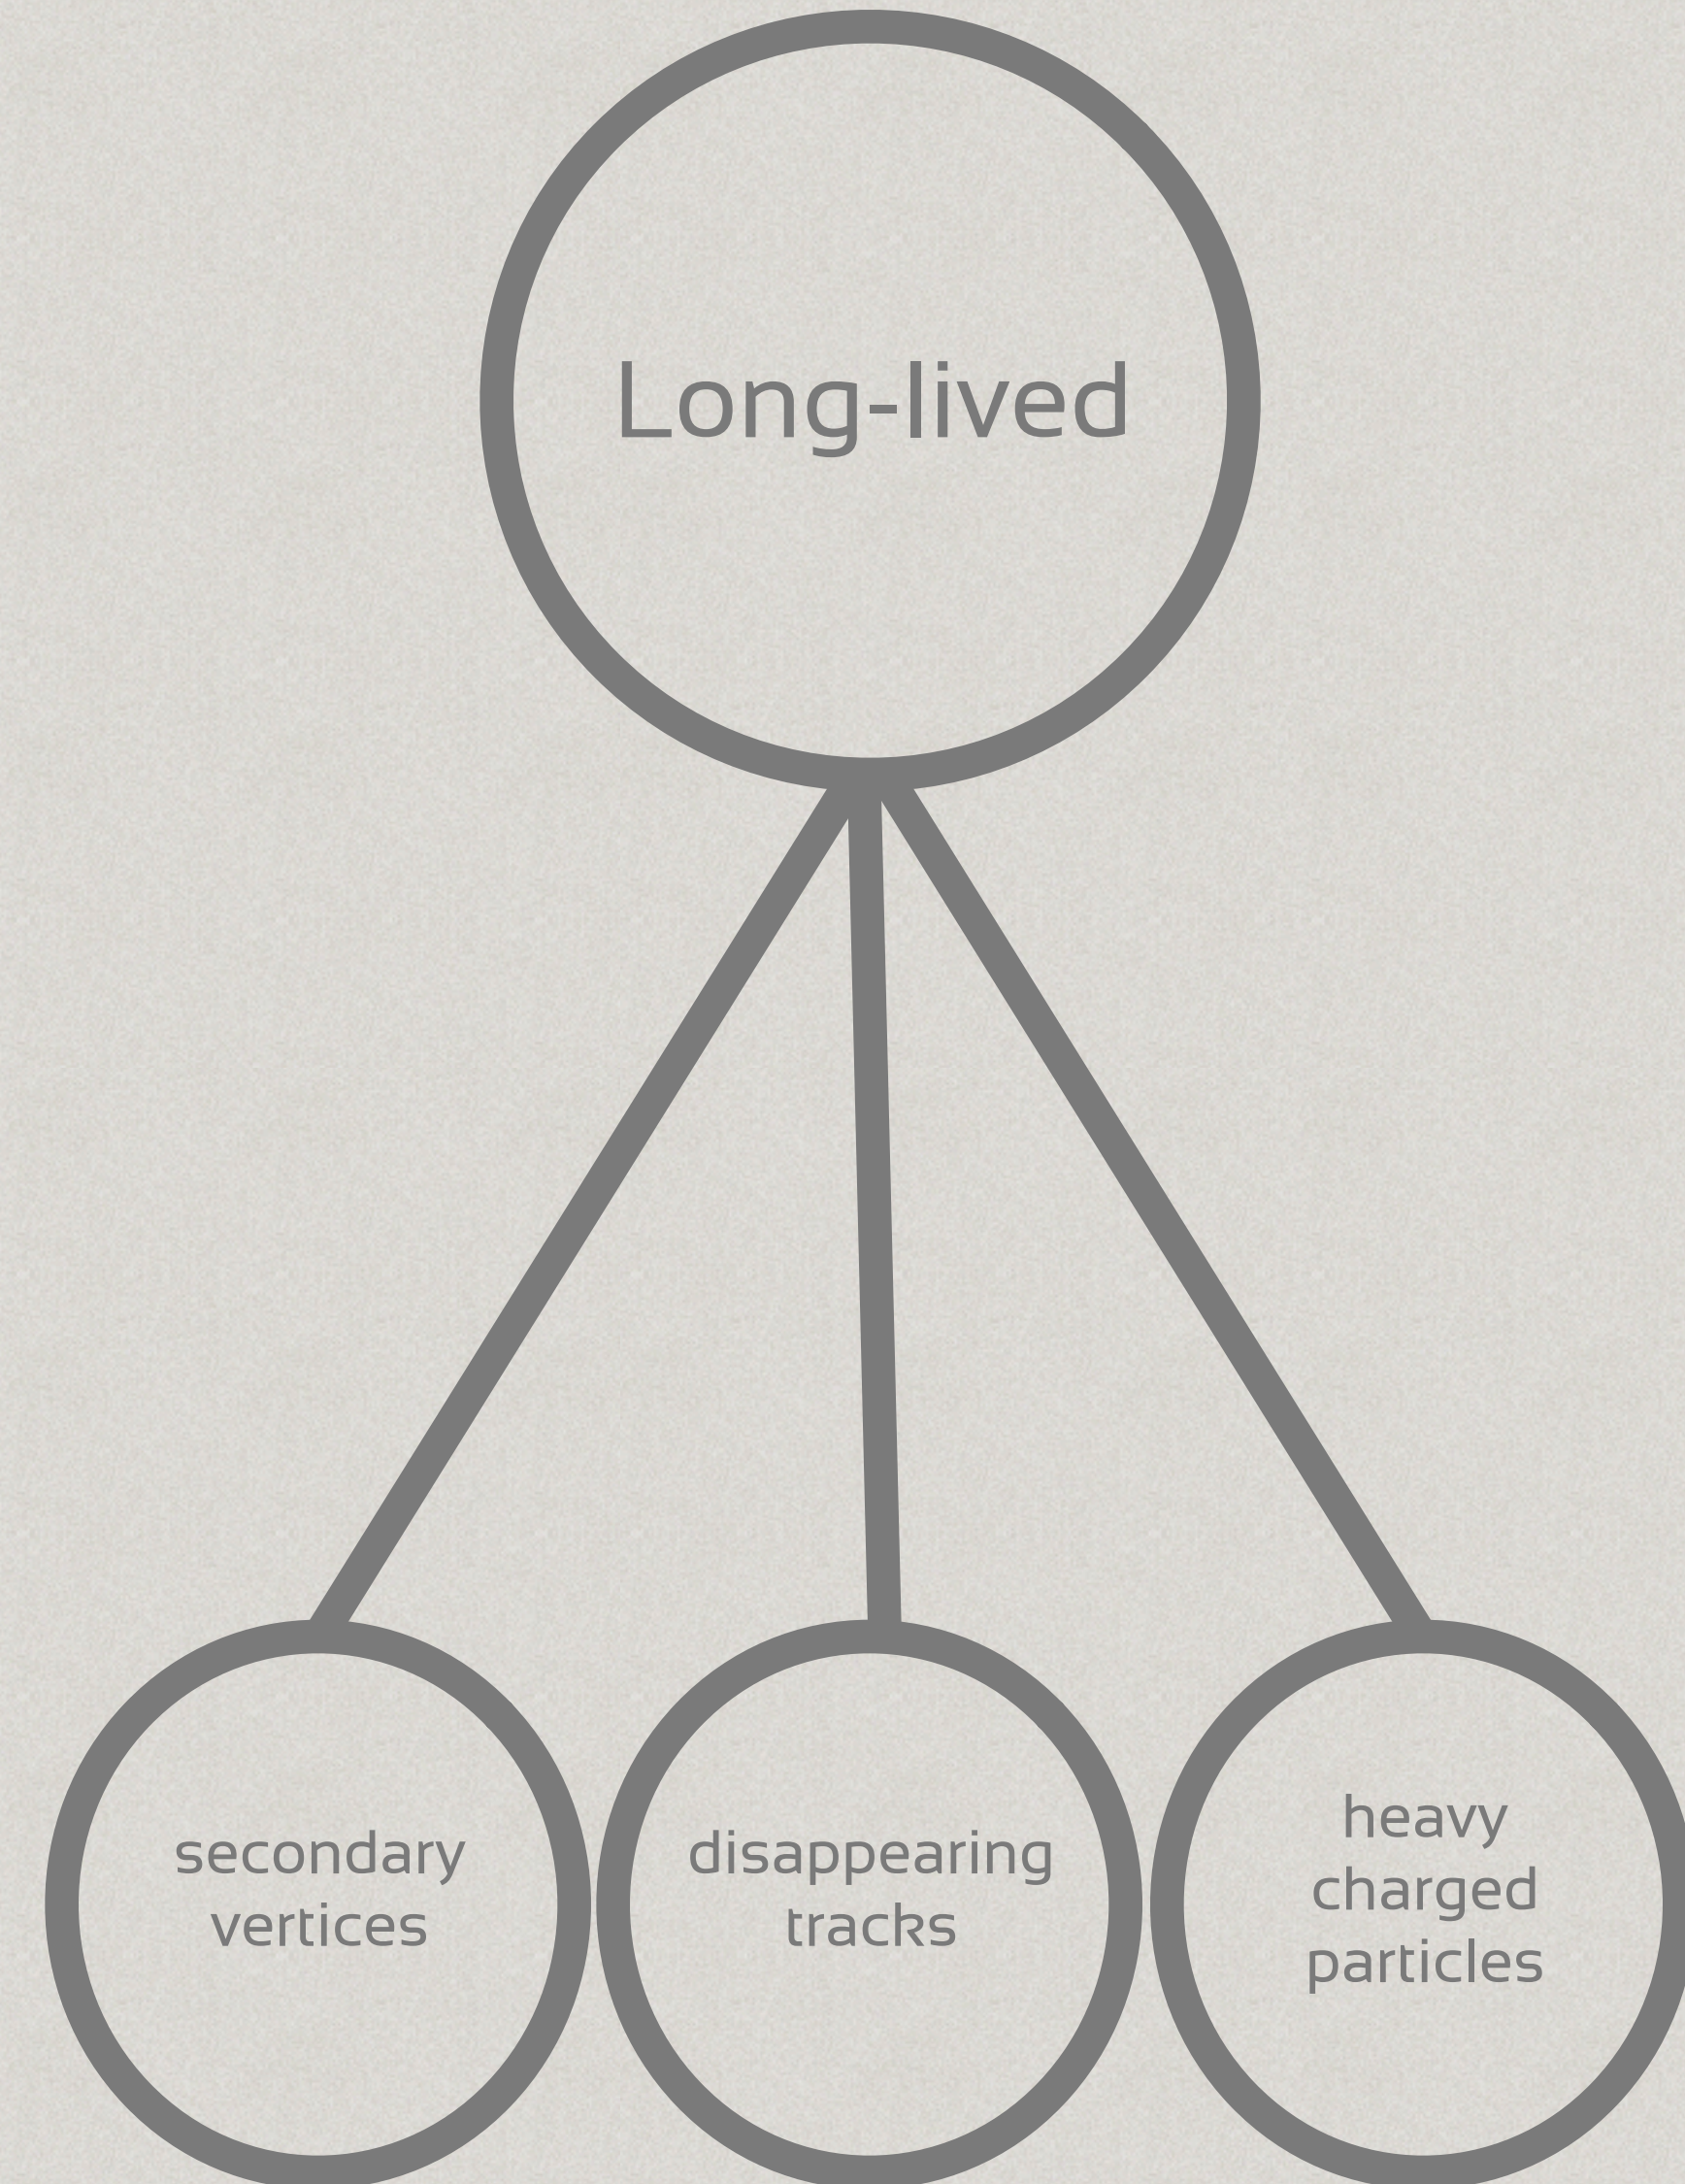 Long-lived
secondary
vertices
disappearing
tracks
heavy
charged
particles